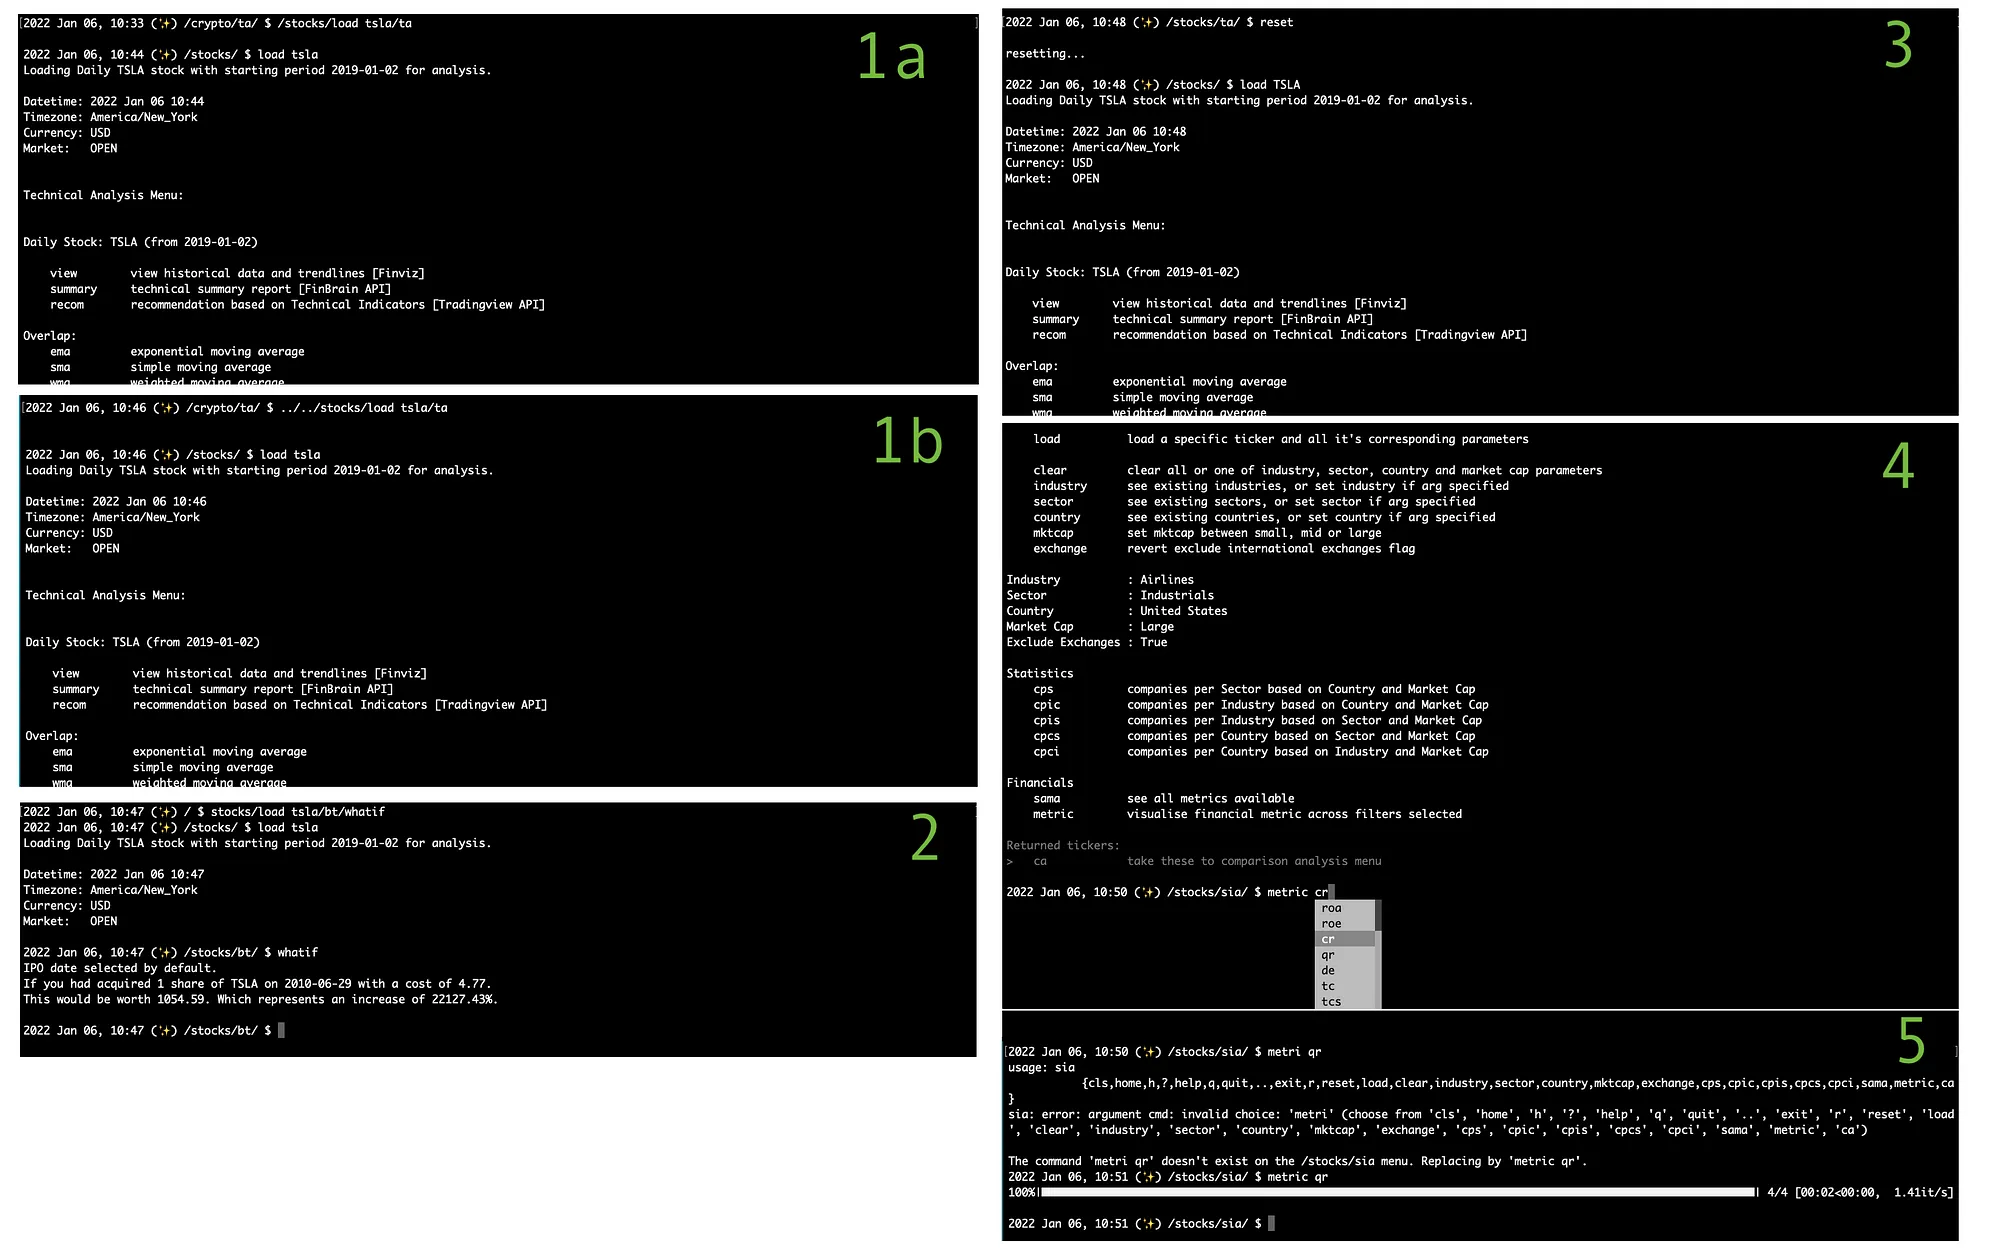 [2022 Jan 06, 10:33 (✨) /crypto/ta/ $ /stocks/load tsla/ta ]
1a
2022 Jan 06, 10:44 (✨) /stocks/ $ load tsla
Loading Daily TSLA stock with starting period 2019-01-02 for analysis.
Datetime: 2022 Jan 06 10:44
Timezone: America/New_York
Currency: USD
Market:   OPEN
Technical Analysis Menu:
Daily Stock: TSLA (from 2019-01-02)
view view historical data and trendlines [Finviz]
summary technical summary report [FinBrain API]
recom recommendation based on Technical Indicators [Tradingview API]
Overlap:
ema exponential moving average
sma simple moving average
wma weighted moving average
[2022 Jan 06, 10:46 (✨) /crypto/ta/ $ ../../stocks/load tsla/ta
1b
2022 Jan 06, 10:46 (✨) /stocks/ $ load tsla
Loading Daily TSLA stock with starting period 2019-01-02 for analysis.
Datetime: 2022 Jan 06 10:46
Timezone: America/New_York
Currency: USD
Market:   OPEN
Technical Analysis Menu:
Daily Stock: TSLA (from 2019-01-02)
view view historical data and trendlines [Finviz]
summary technical summary report [FinBrain API]
recom recommendation based on Technical Indicators [Tradingview API]
Overlap:
ema exponential moving average
sma simple moving average
wma weighted moving average
[2022 Jan 06, 10:47 (✨) / $ stocks/load tsla/bt/whatif
2
2022 Jan 06, 10:47 (✨) /stocks/ $ load tsla
Loading Daily TSLA stock with starting period 2019-01-02 for analysis.
Datetime: 2022 Jan 06 10:47
Timezone: America/New_York
Currency: USD
Market:   OPEN
2022 Jan 06, 10:47 (✨) /stocks/bt/ $ whatif
IPO date selected by default.
If you had acquired 1 share of TSLA on 2010-06-29 with a cost of 4.77.
This would be worth 1054.59. Which represents an increase of 22127.43%.
2022 Jan 06, 10:47 (✨) /stocks/bt/ $
[2022 Jan 06, 10:48 (✨) /stocks/ta/ $ reset
3
resetting...
2022 Jan 06, 10:48 (✨) /stocks/ $ load TSLA
Loading Daily TSLA stock with starting period 2019-01-02 for analysis.
Datetime: 2022 Jan 06 10:48
Timezone: America/New_York
Currency: USD
Market:   OPEN
Technical Analysis Menu:
Daily Stock: TSLA (from 2019-01-02)
view view historical data and trendlines [Finviz]
summary technical summary report [FinBrain API]
recom recommendation based on Technical Indicators [Tradingview API]
Overlap:
ema exponential moving average
sma simple moving average
wma weighted moving average
load load a specific ticker and all it's corresponding parameters
4
clear clear all or one of industry, sector, country and market cap parameters
industry see existing industries, or set industry if arg specified
sector see existing sectors, or set sector if arg specified
country see existing countries, or set country if arg specified
mktcap set mktcap between small, mid or large
exchange revert exclude international exchanges flag
Industry : Airlines
Sector : Industrials
Country : United States
Market Cap : Large
Exclude Exchanges : True
Statistics
cps companies per Sector based on Country and Market Cap
cpic companies per Industry based on Country and Market Cap
cpis companies per Industry based on Sector and Market Cap
cpcs companies per Country based on Sector and Market Cap
cpci companies per Country based on Industry and Market Cap
Financials
sama see all metrics available
metric visualise financial metric across filters selected
Returned tickers:
> ca take these to comparison analysis menu
2022 Jan 06, 10:50 (✨) /stocks/sia/ $ metric cr
roa
roe
cr
qr
de
tc
tcs
5
[2022 Jan 06, 10:50 (✨) /stocks/sia/ $ metri qr ]
usage: sia
{cls,home,h,?,help,q,quit,..,exit,r,reset,load,clear,industry,sector,country,mktcap,exchange,cps,cpic,cpis,cpcs,cpci,sama,metric,ca
}
sia: error: argument cmd: invalid choice: 'metri' (choose from 'cls', 'home', 'h', '?', 'help', 'q', 'quit', '..', 'exit', 'r', 'reset', 'load
', 'clear', 'industry', 'sector', 'country', 'mktcap', 'exchange', 'cps', 'cpic', 'cpis', 'cpcs', 'cpci', 'sama', 'metric', 'ca')
The command 'metri qr' doesn't exist on the /stocks/sia menu. Replacing by 'metric qr'.
2022 Jan 06, 10:51 (✨) /stocks/sia/ $ metric qr
100%| | 4/4 [00:02<00:00,  1.41it/s]
2022 Jan 06, 10:51 (✨) /stocks/sia/ $